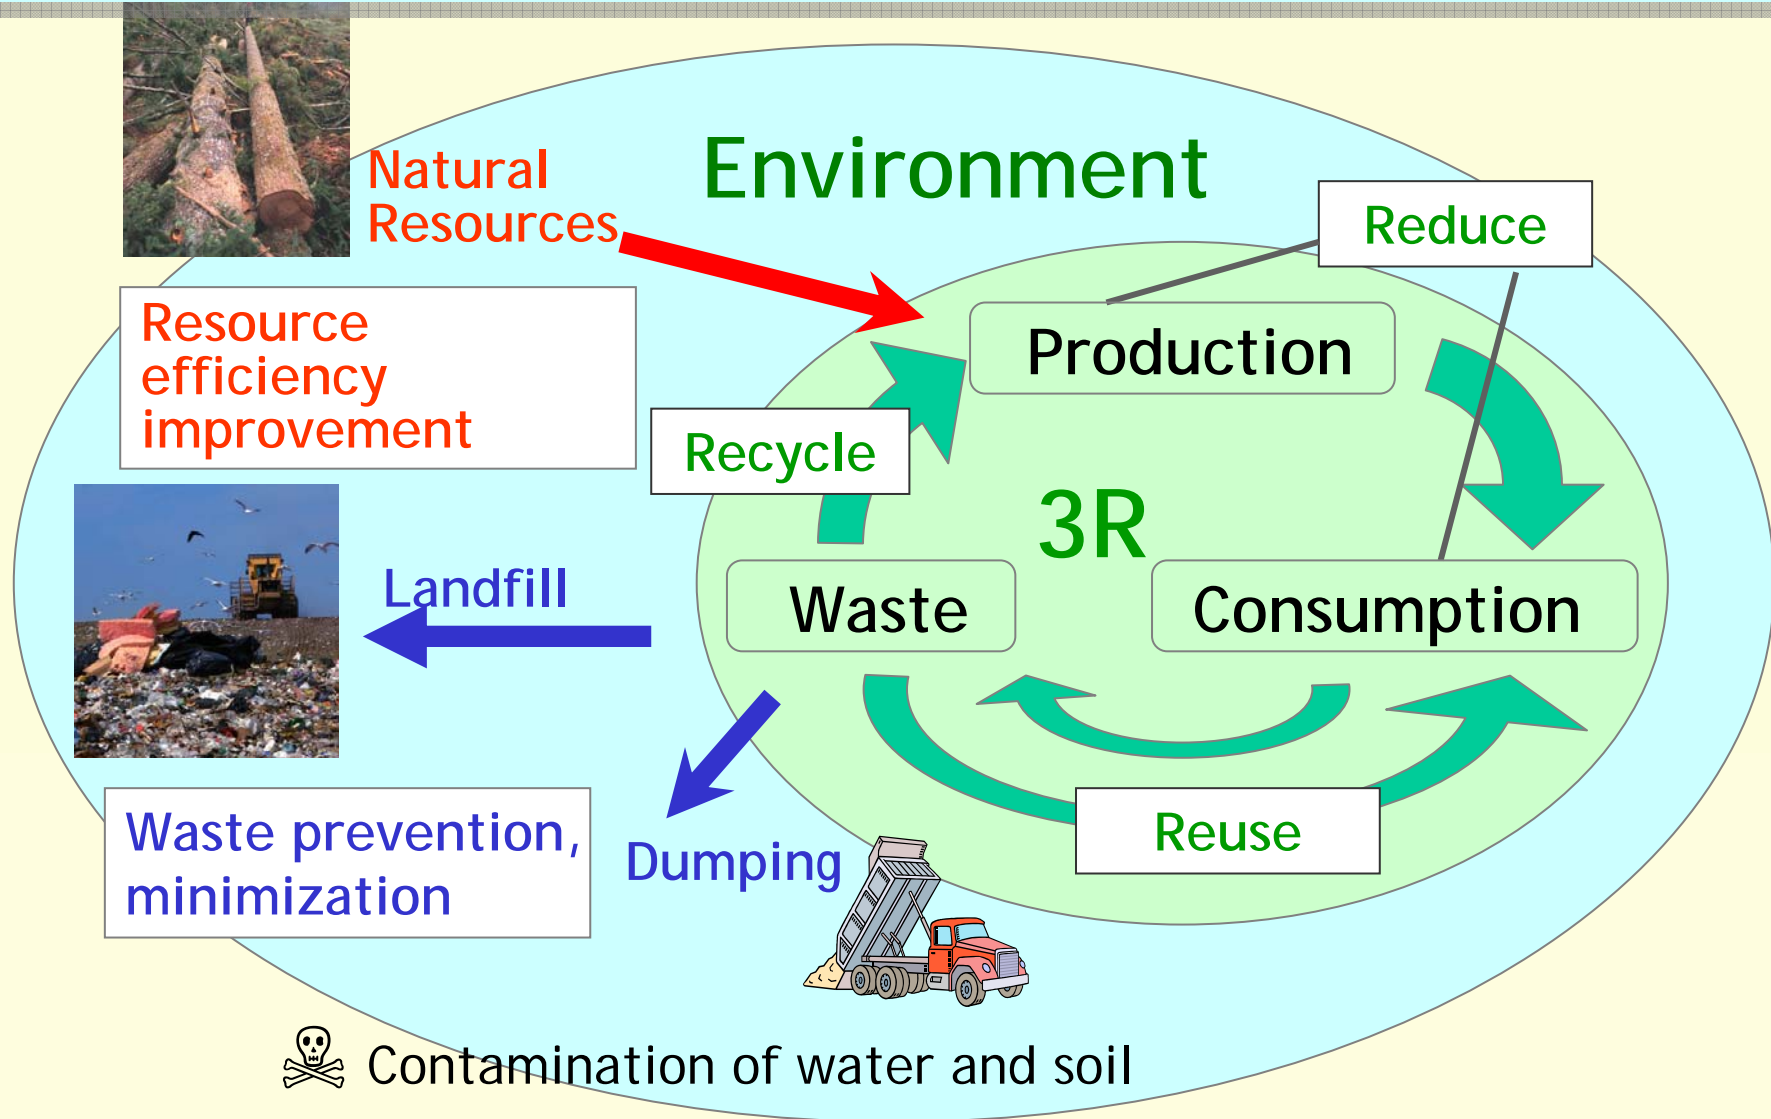 Environment
Natural
Resources
Reduce
Resource
efficiency
improvement
Production
Recycle
3R
Landfill
Waste
Consumption
Waste prevention,
minimization
Dumping
Reuse
Contamination of water and soil